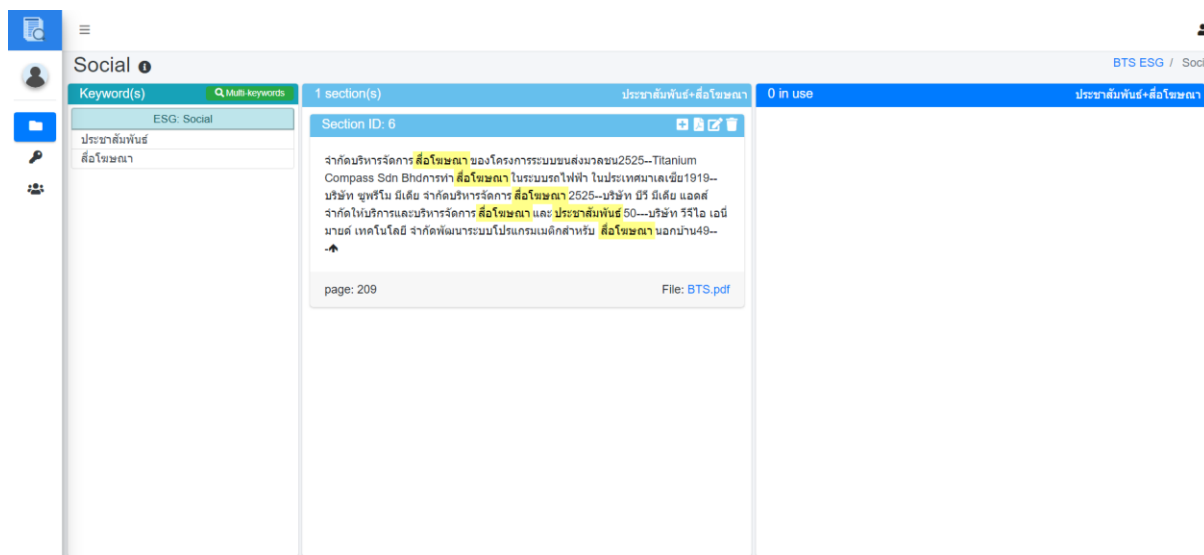 Social
BTS ESG / Soci
Keyword(s)
Multi-keywords
1 section(s)
ประชาสัมพันธ์+สื่อโฆษณา
0 in use
ประชาสัมพันธ์+สื่อโฆษณา
ESG: Social
ประชาสัมพันธ์
สื่อโฆษณา
Section ID: 6
จำกัดบริหารจัดการ สื่อโฆษณา ของโครงการระบบขนส่งมวลชน2525--Titanium
Compass Sdn Bhdการทำ สื่อโฆษณา ในระบบรถไฟฟ้า ในประเทศมาเลเซีย1919--
บริษัท ซูพรีโม มีเดีย จำกัดบริหารจัดการ สื่อโฆษณา 2525--บริษัท บีวี มีเดีย แอดส์
จำกัดให้บริการและบริหารจัดการ สื่อโฆษณา และ ประชาสัมพันธ์ 50---บริษัท วีจีไอ เอนี่
มายด์ เทคโนโลยี จำกัดพัฒนาระบบโปรแกรมเมติกสำหรับ สื่อโฆษณา นอกบ้าน49--
-
page: 209
File: BTS.pdf